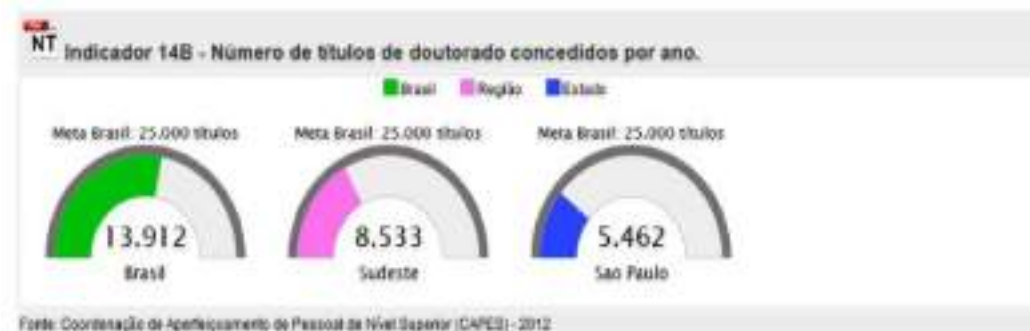 NT Indicador 14B - Número de títulos de doutorado concedidos por ano.
Brasil Região Estado
Meta Brasil: 25.000 títulos Meta Brasil: 25.000 títulos Meta Brasil: 25.000 títulos
13.912 8.533 5.462
Brasil Sudeste Sao Paulo
Fonte: Coordenação de Aperfeiçoamento de Pessoal de Nível Superior (CAPES) - 2012